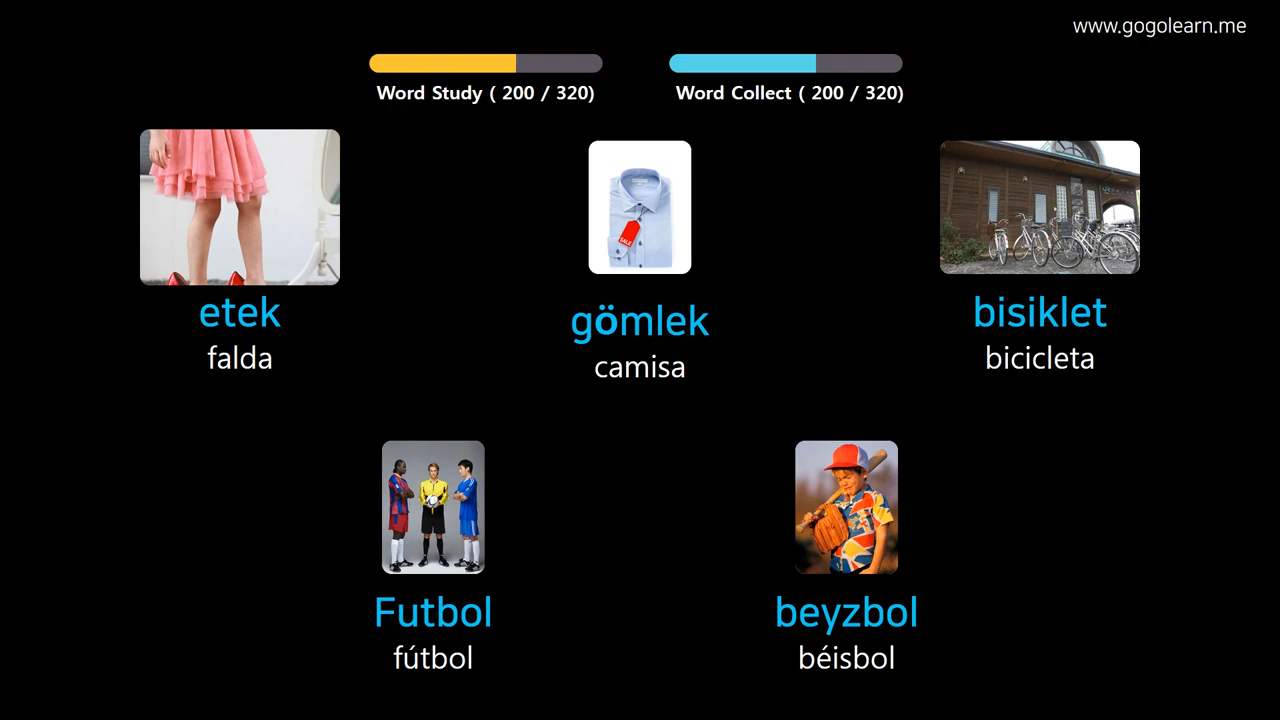 www.gogolearn.me
Word Study ( 200 / 320)
Word Collect ( 200 / 320)
etek
falda
SALE
gömlek
camisa
bisiklet
bicicleta
Futbol
fútbol
beyzbol
béisbol